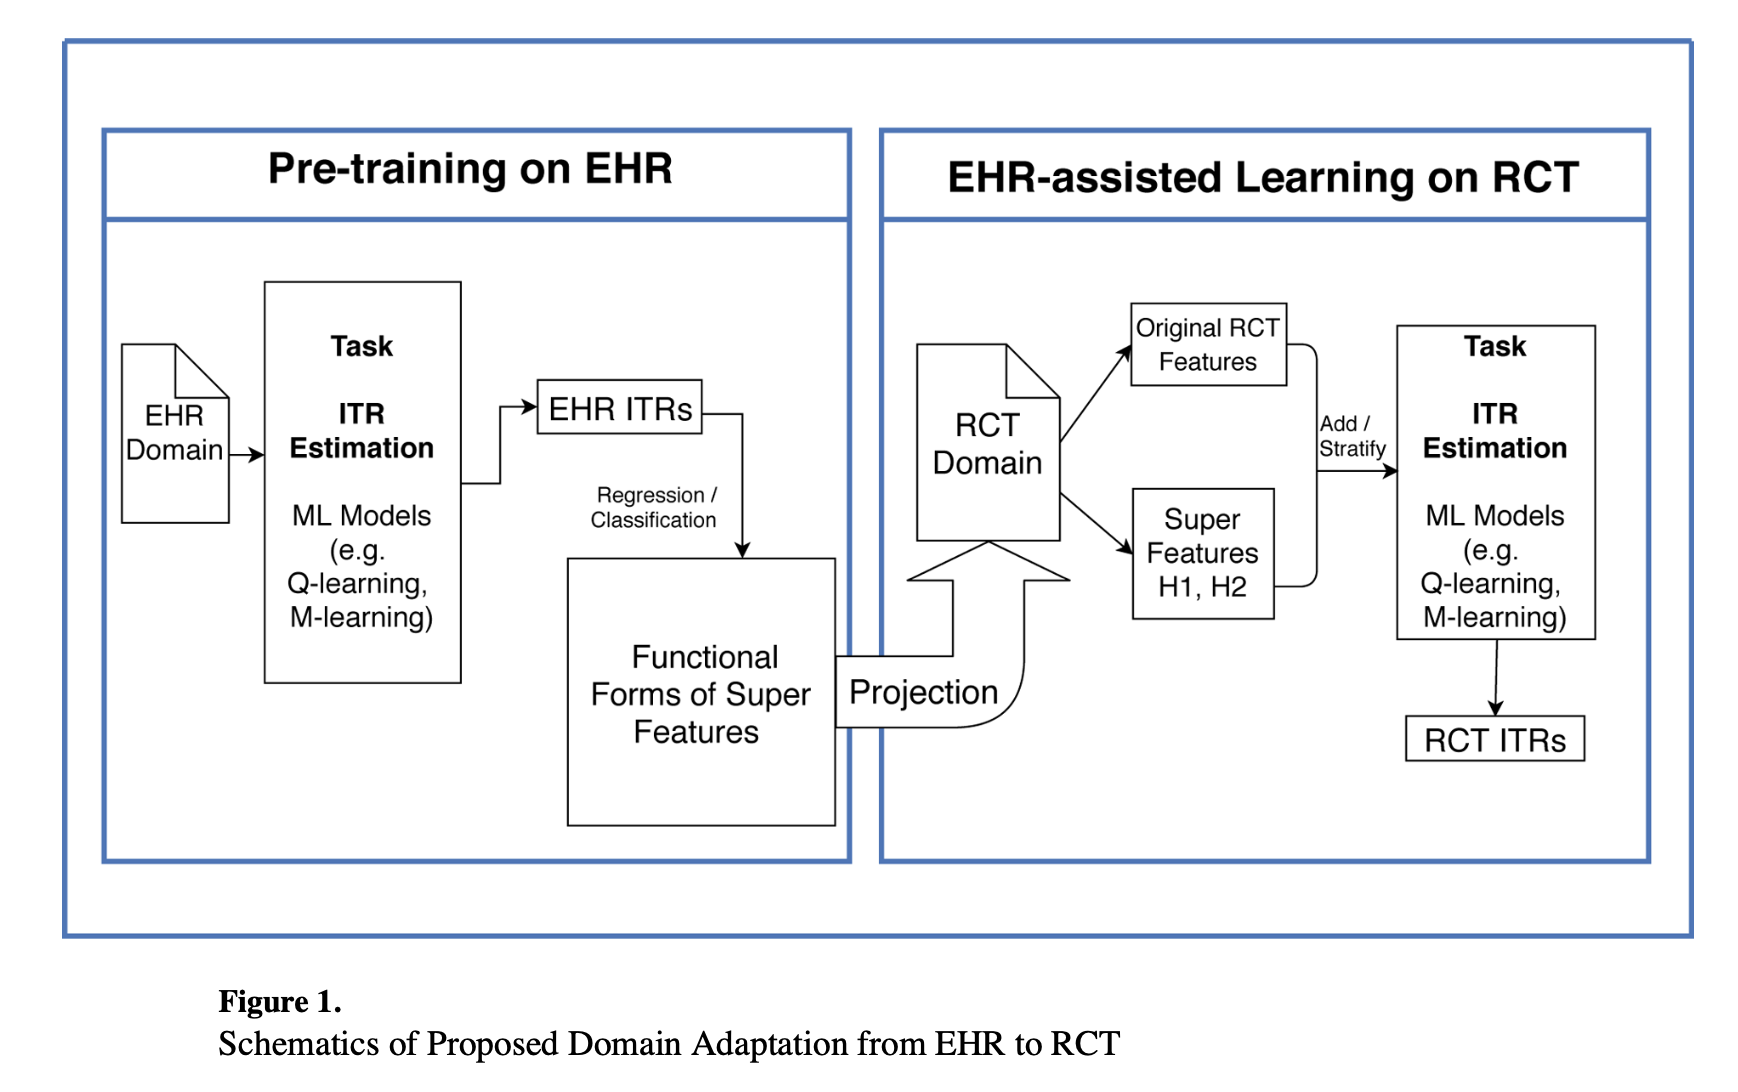 Pre-training on EHR
EHR
Domain
Task
ITR
Estimation
ML Models
(e.g.
Q-learning,
M-learning)
EHR ITRs
Regression /
Classification
Functional
Forms of Super
Features
Projection
EHR-assisted Learning on RCT
RCT
Domain
Original RCT
Features
Super
Features
H1, H2
Add /
Stratify
Task
ITR
Estimation
ML Models
(e.g.
Q-learning,
M-learning)
RCT ITRs
Figure 1.
Schematics of Proposed Domain Adaptation from EHR to RCT